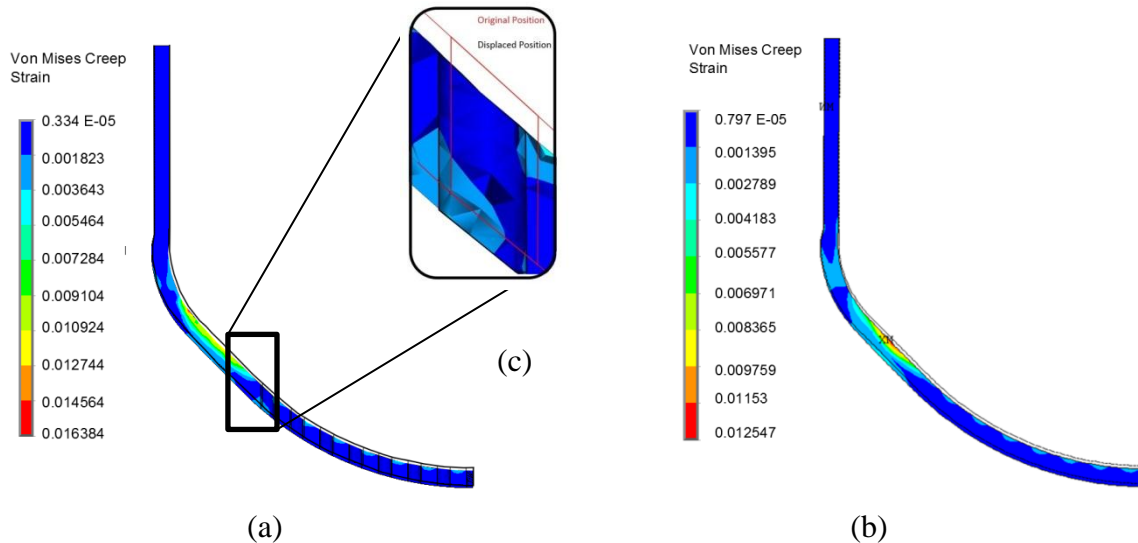 Von Mises Creep
Strain
0.334 E-05
0.001823
0.003643
0.005464
0.007284
0.009104
0.010924
0.012744
0.014564
0.016384
(a)
Original Position
Displaced Position
(c)
Von Mises Creep
Strain
0.797 E-05
0.001395
0.002789
0.004183
0.005577
0.006971
0.008365
0.009759
0.01153
0.012547
MX
(b)